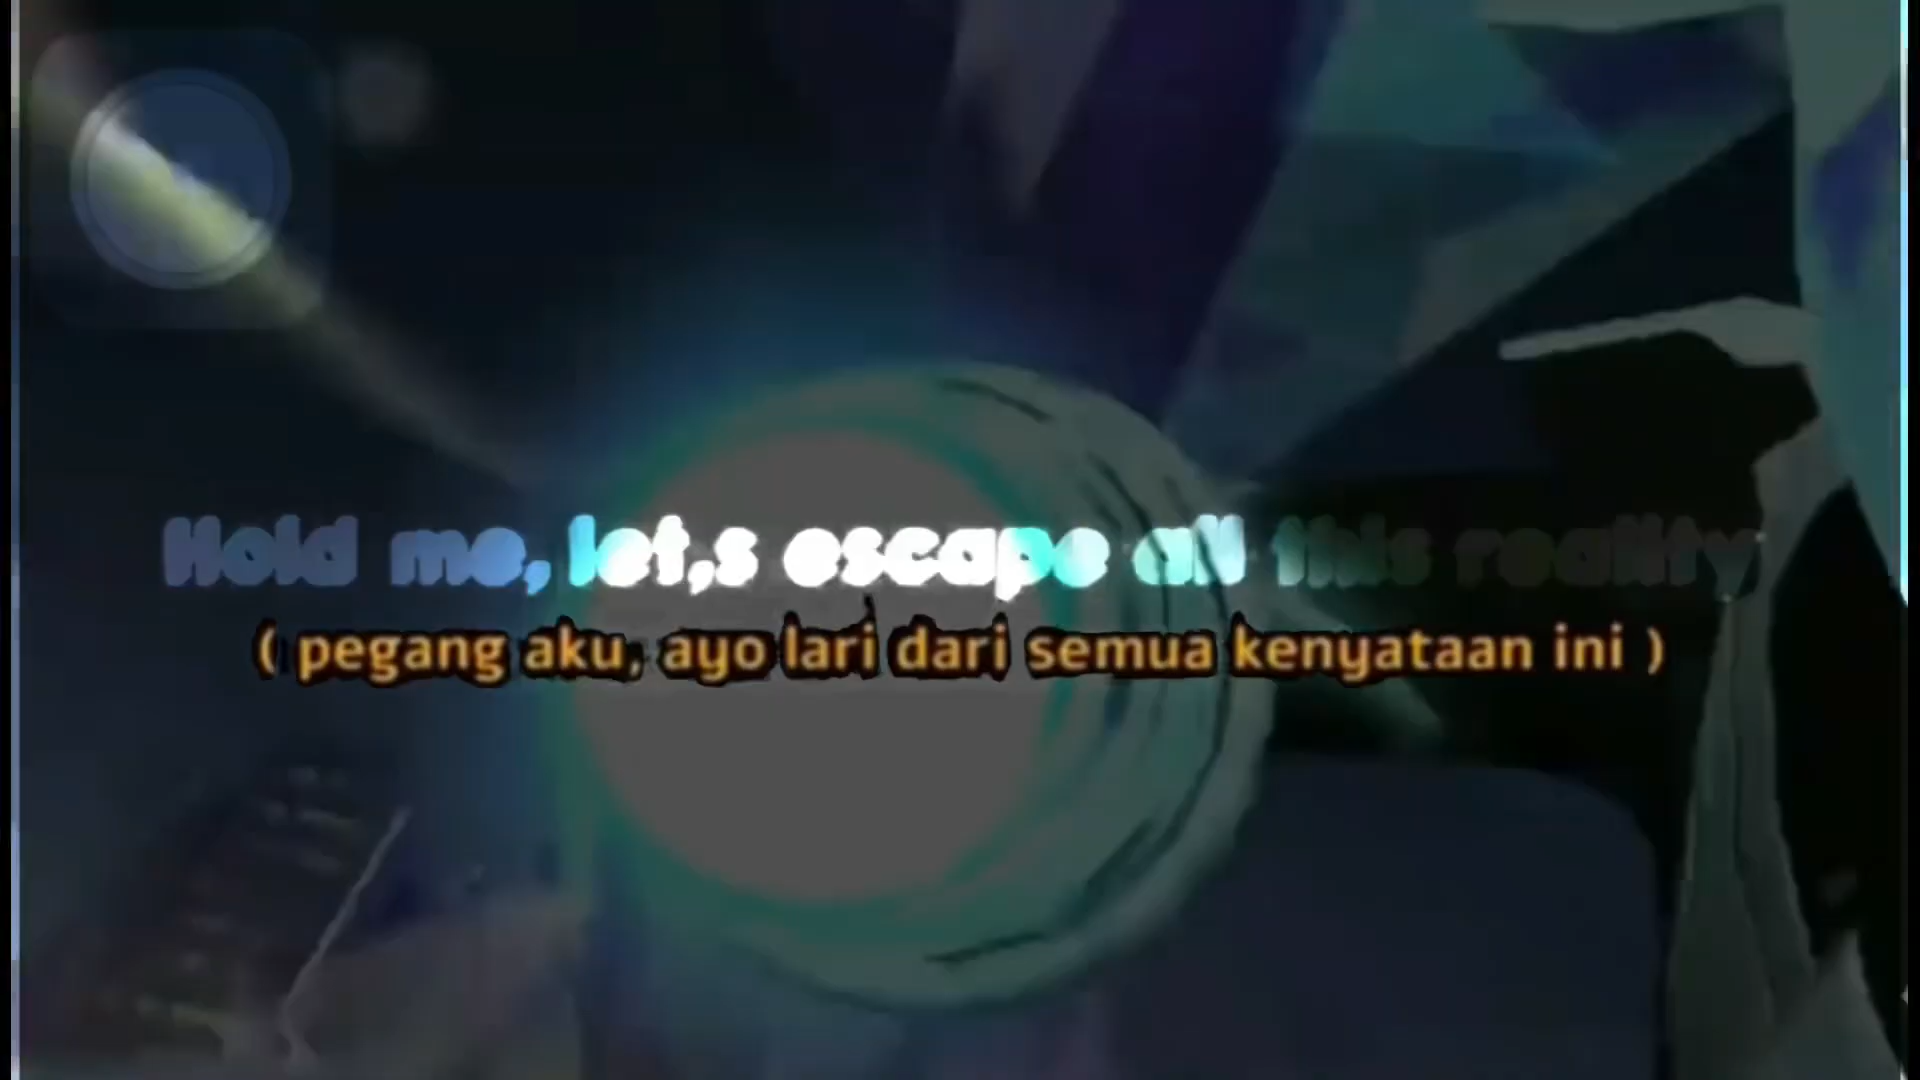 Hold me, let,s escape all this reality
( pegang aku, ayo lari dari semua kenyataan ini )